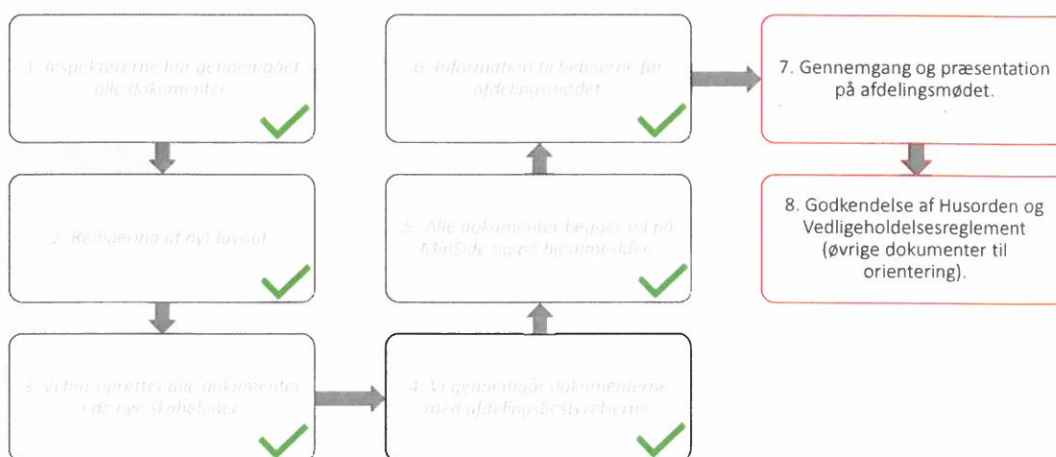 1. Inspektørerne har gennemgået
alle dokumenter.
2. Redigering af nyt layout
3. Vi har oprettet alle dokumenter
i de nye skabeloner
4. Vi gennemgår dokumenterne
med afdelingsbestyrelserne
5. Alle dokumenter lægges ud på
MinSide og på hjemmesiden
6. Information til beboerne før
afdelingsmødet
7. Gennemgang og præsentation
på afdelingsmødet.
8. Godkendelse af Husorden og
Vedligeholdelsesreglement
(øvrige dokumenter til
orientering).